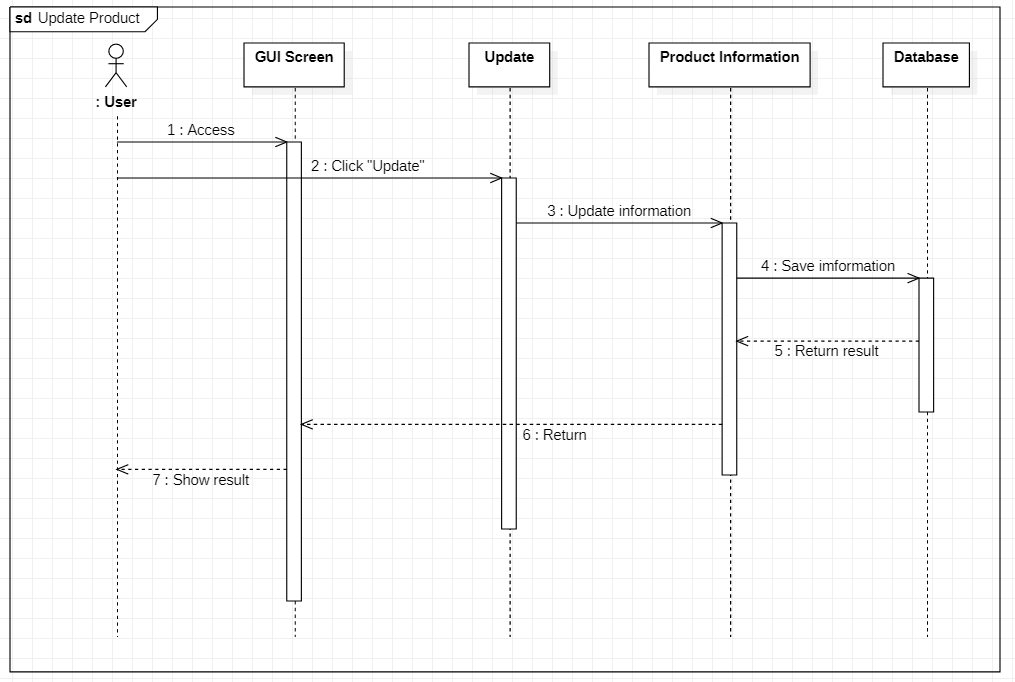 sd Update Product
: User
GUI Screen
Update
Product Information
Database
1 : Access
2 : Click "Update"
3 : Update information
4 : Save imformation
5 : Return result
6 : Return
7 : Show result